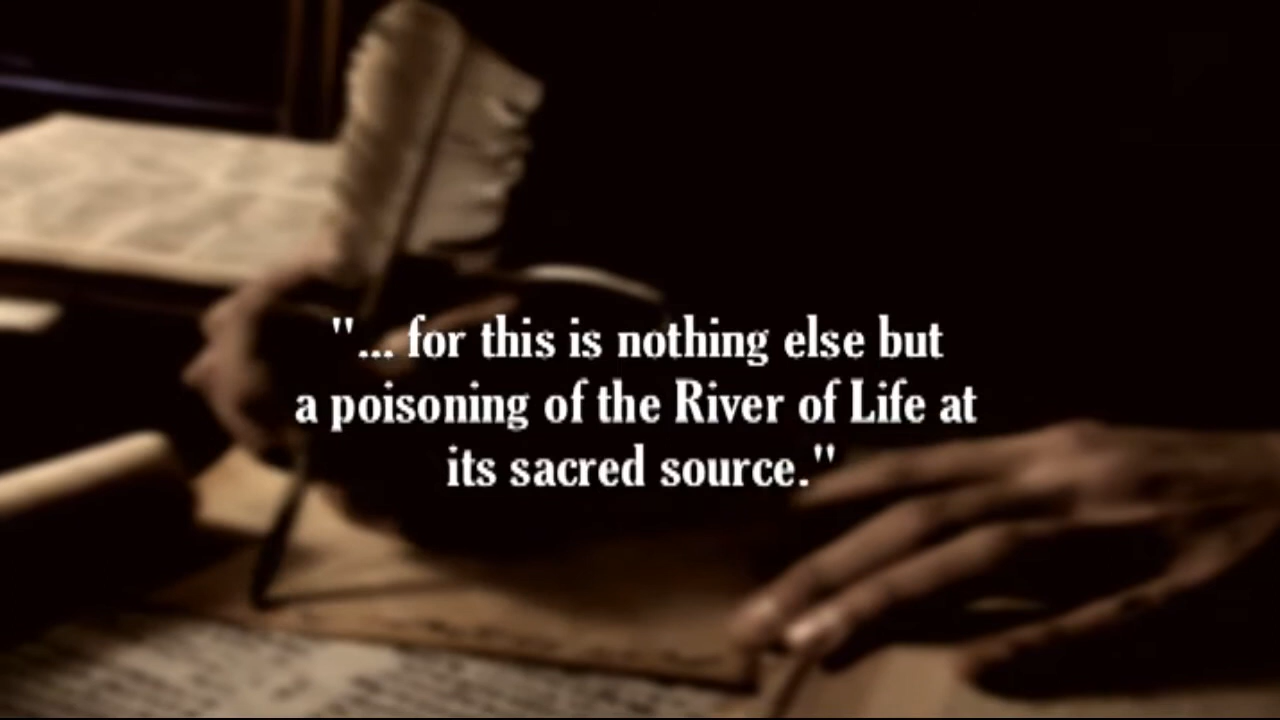 "... for this is nothing else but
a poisoning of the River of Life at
its sacred source."